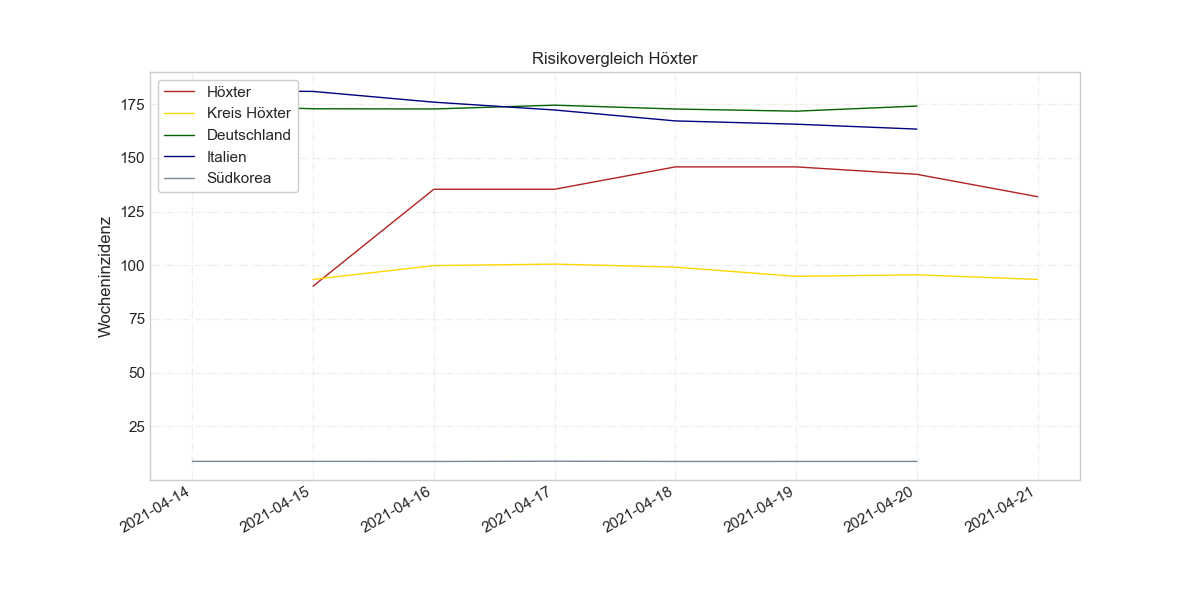 Risikovergleich Höxter
Höxter
Kreis Höxter
Deutschland
Italien
Südkorea
Wocheninzidenz
175
150
125
100
75
50
25
2021-04-14
2021-04-15
2021-04-16
2021-04-17
2021-04-18
2021-04-19
2021-04-20
2021-04-21